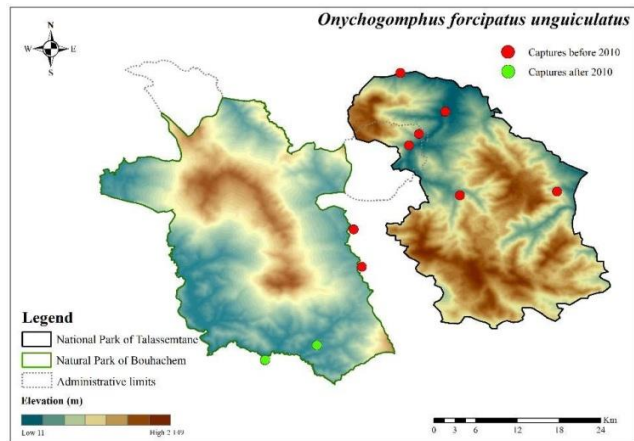 Onychogomphus forcipatus unguiculatus
N
W E
S
Captures before 2010
Captures after 2010
Legend
National Park of Talassemtane
Natural Park of Bouhachem
Administrative limits
Elevation (m)
Low 11
High 2 149
Km
0 3 6 12 18 24